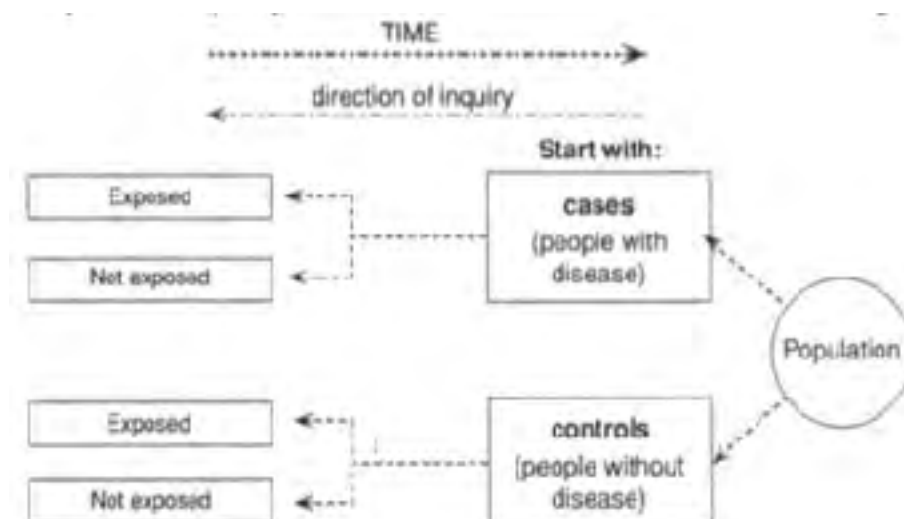 TIME
direction of inquiry
Start with:
Exposed
cases
(people with
disease)
Not exposed
Population
Exposed
controls
(people without
disease)
Not exposed